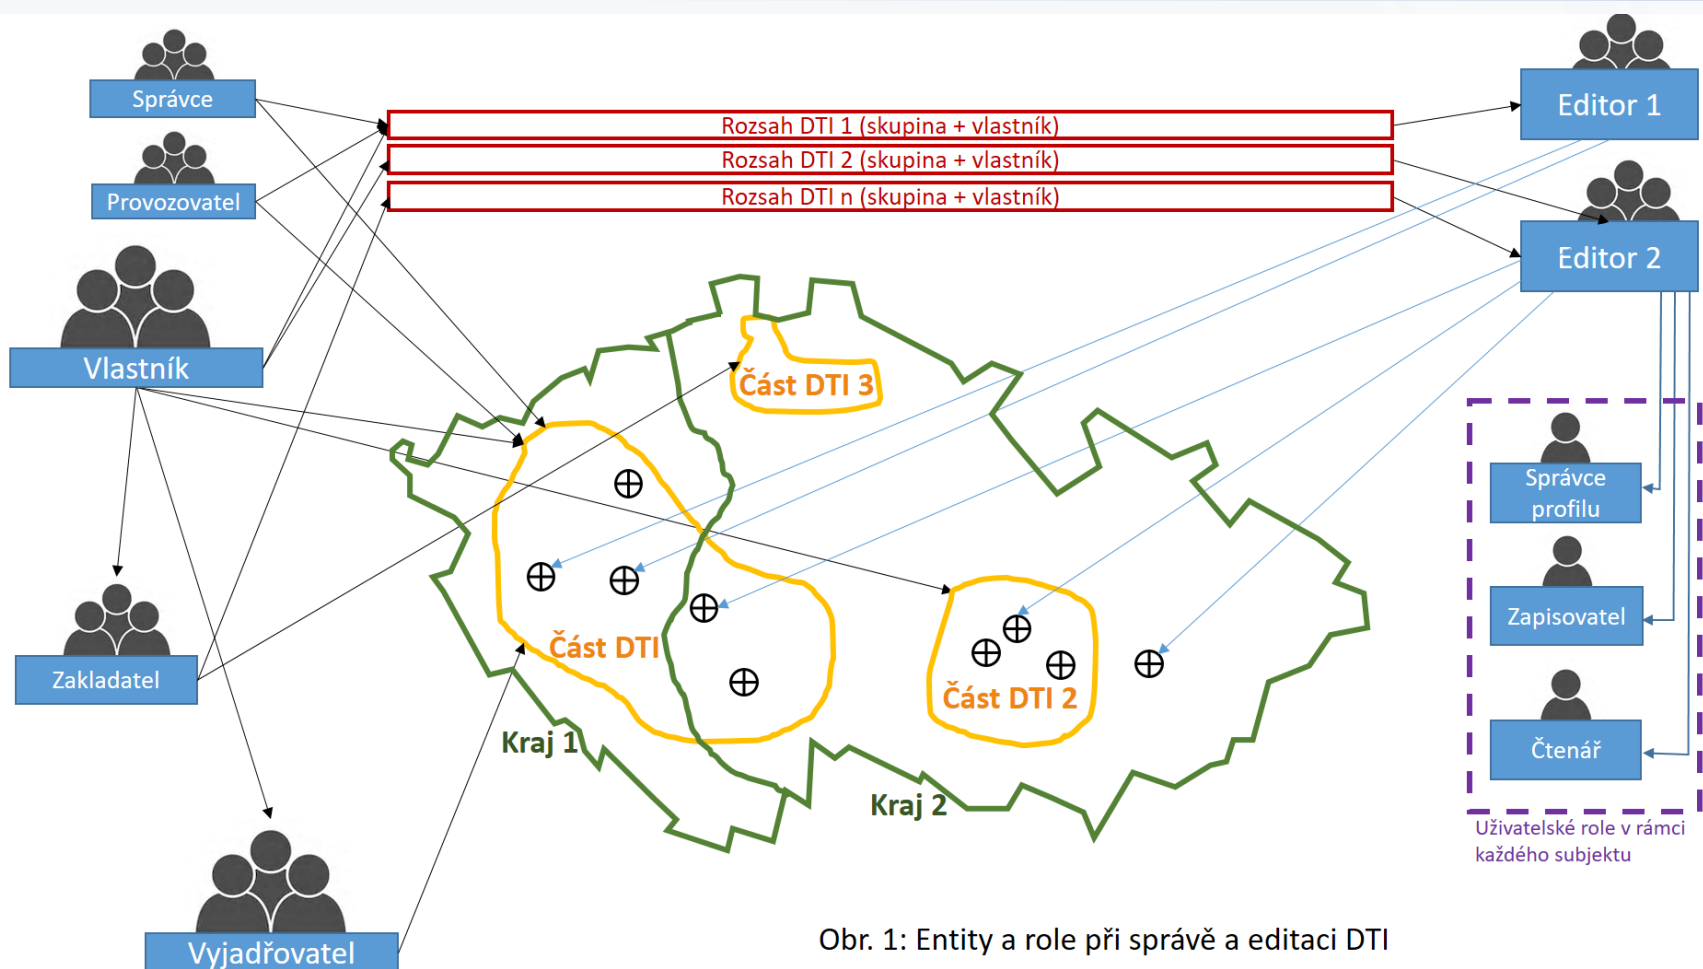 Správce
Editor 1
Rozsah DTI 1 (skupina + vlastník)
Rozsah DTI 2 (skupina + vlastník)
Rozsah DTI n (skupina + vlastník)
Provozovatel
Editor 2
Vlastník
Část DTI 3
Správce
profilu
Zapisovatel
Část DTI
Zakladatel
Část DTI 2
Kraj 1
Čtenář
Kraj 2
Uživatelské role v rámci
každého subjektu
Vyjadřovatel
Obr. 1: Entity a role při správě a editaci DTI